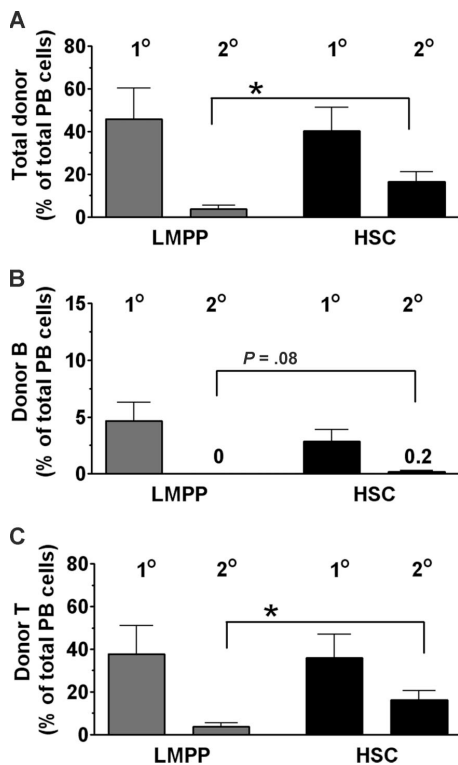 A
Total donor
(% of total PB cells)
80
60
40
20
0
1° 2° 1° 2°
*
LMPP HSC
B
Donor B
(% of total PB cells)
15
10
5
0
1° 2° 1° 2°
P = .08
0 0.2
LMPP HSC
C
Donor T
(% of total PB cells)
80
60
40
20
0
1° 2° 1° 2°
*
LMPP HSC